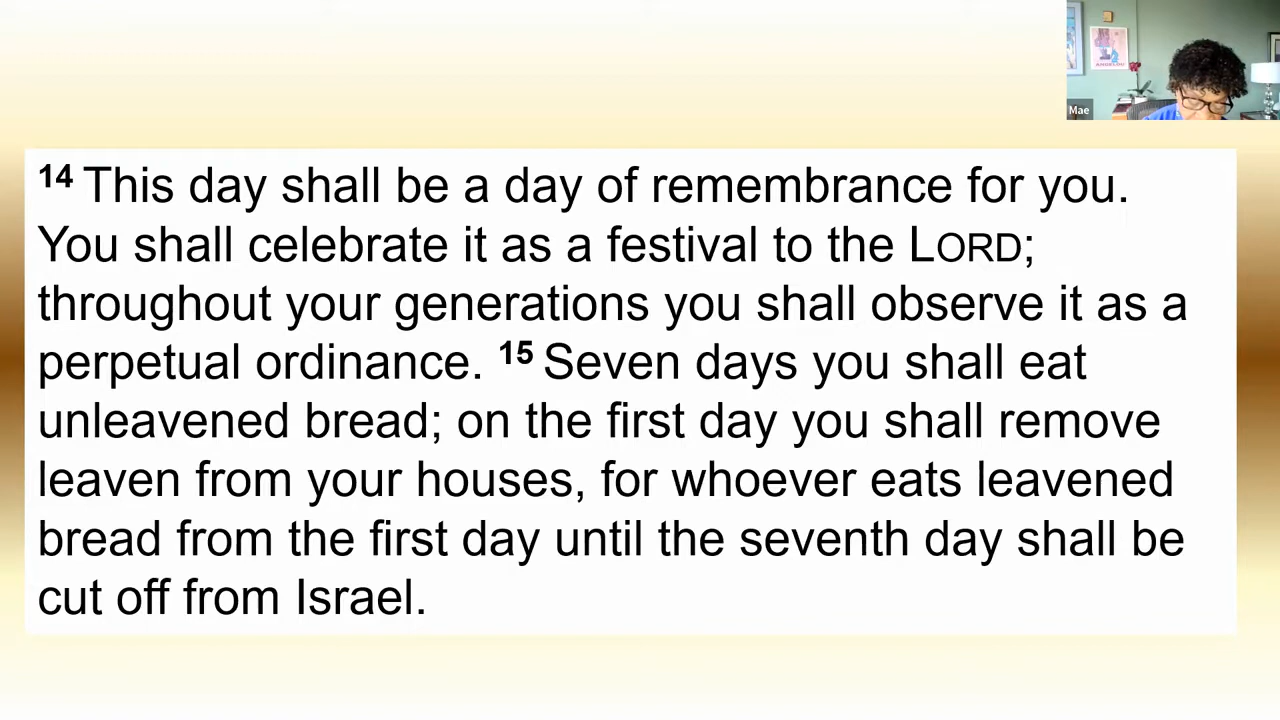 Mae
14 This day shall be a day of remembrance for you.
You shall celebrate it as a festival to the LORD;
throughout your generations you shall observe it as a
perpetual ordinance. 15 Seven days you shall eat
unleavened bread; on the first day you shall remove
leaven from your houses, for whoever eats leavened
bread from the first day until the seventh day shall be
cut off from Israel.